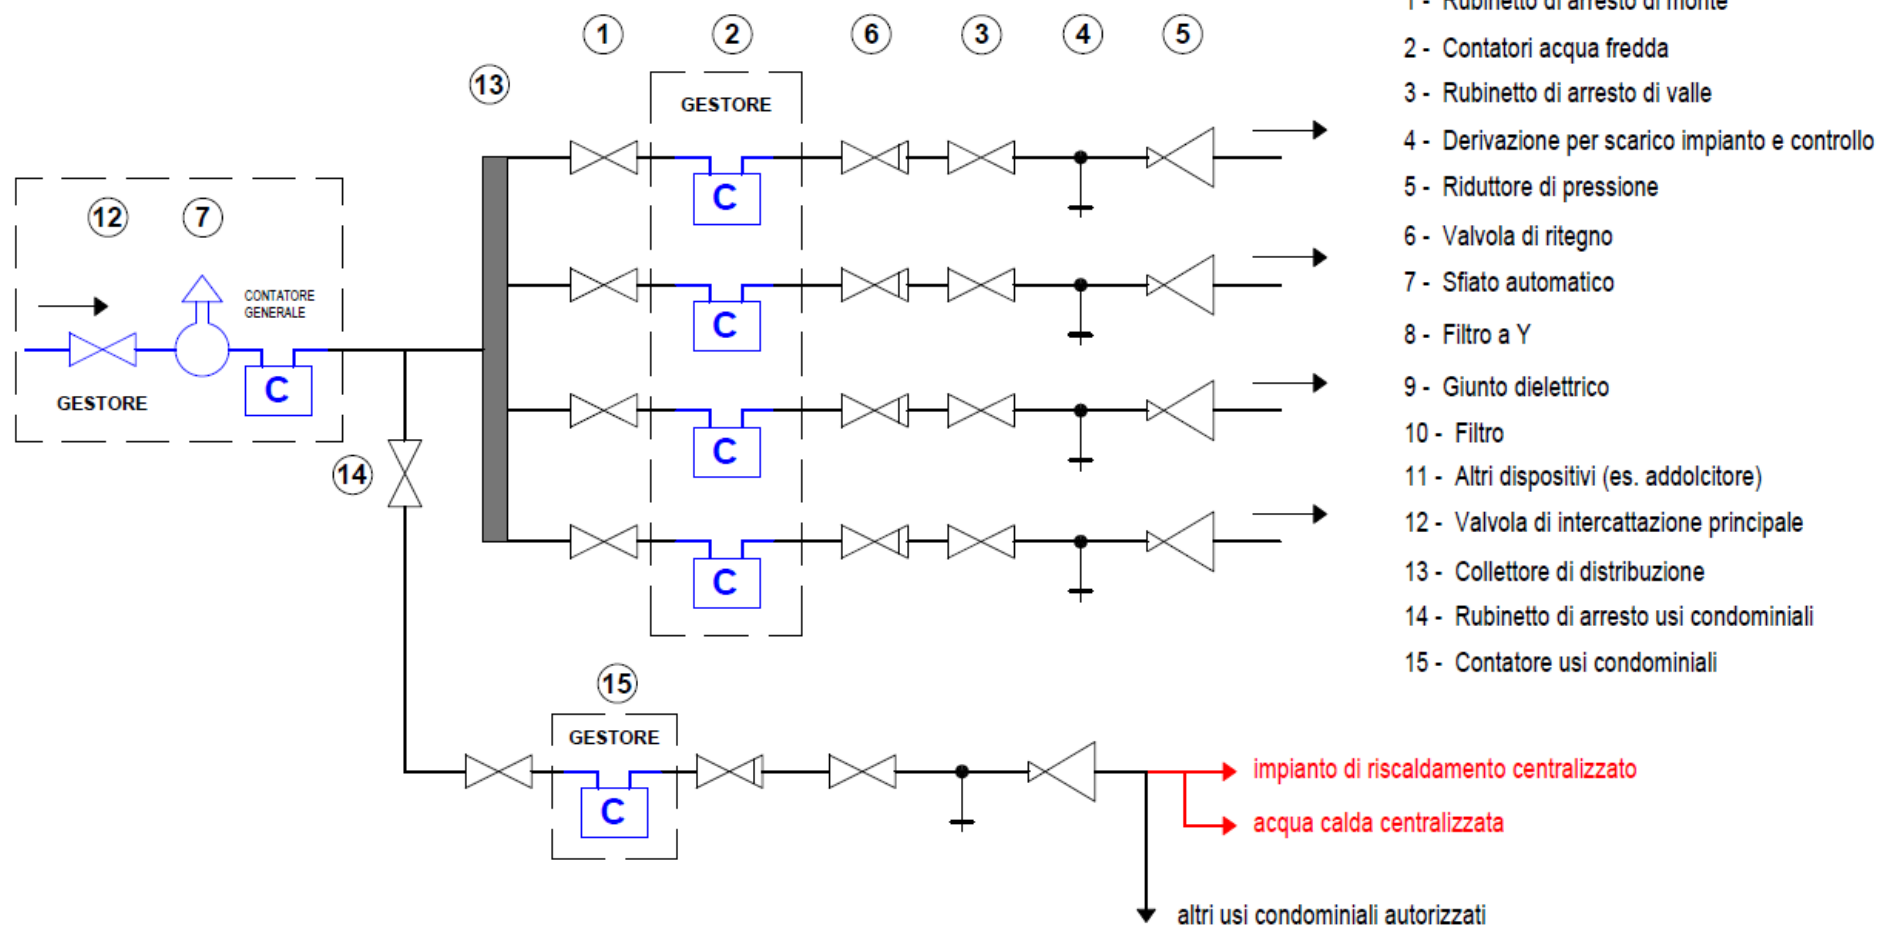 1 - Rubinetto di arresto di monte
1
2
6
3
4
5
2 - Contatori acqua fredda
13
GESTORE
3 - Rubinetto di arresto di valle
4 - Derivazione per scarico impianto e controllo
C
5 - Riduttore di pressione
12
7
6 - Valvola di ritegno
7 - Sfiato automatico
CONTATORE
GENERALE
C
8 - Filtro a Y
C
GESTORE
9 - Giunto dielettrico
10 - Filtro
C
14
11 - Altri dispositivi (es. addolcitore)
12 - Valvola di intercattazione principale
13 - Collettore di distribuzione
C
14 - Rubinetto di arresto usi condominiali
15 - Contatore usi condominiali
15
GESTORE
C
impianto di riscaldamento centralizzato
acqua calda centralizzata
altri usi condominiali autorizzati